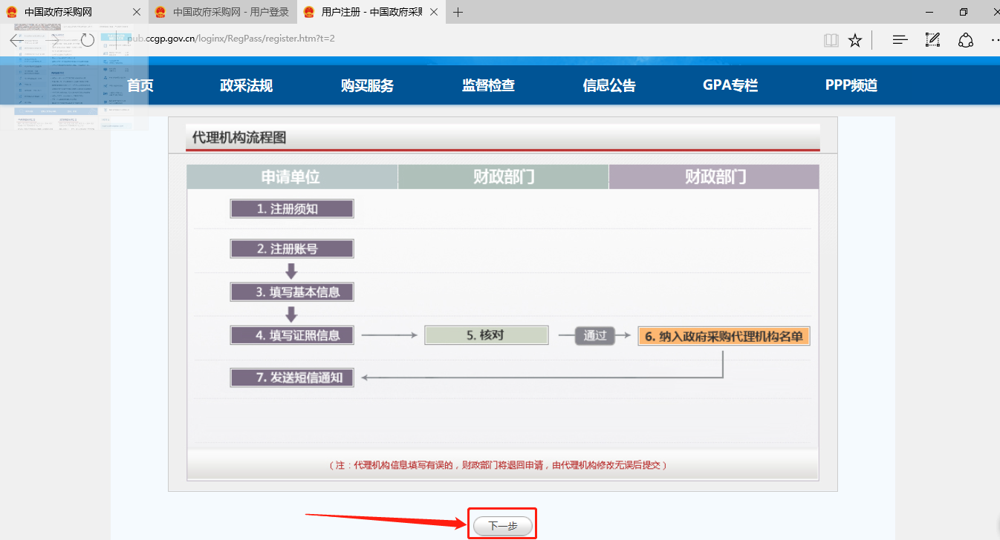 中国政府采购网
中国政府采购网 - 用户登录
用户注册 - 中国政府采购
pub.ccgp.gov.cn/loginx/RegPass/register.htm?t=2
首页 政采法规 购买服务 监督检查 信息公告 GPA专栏 PPP频道
代理机构流程图
申请单位 财政部门 财政部门
1. 注册须知
2. 注册账号
3. 填写基本信息
4. 填写证照信息 5. 核对 通过 6. 纳入政府采购代理机构名单
7. 发送短信通知
(注：代理机构信息填写有误的，财政部门将退回申请，由代理机构修改无误后提交)
下一步